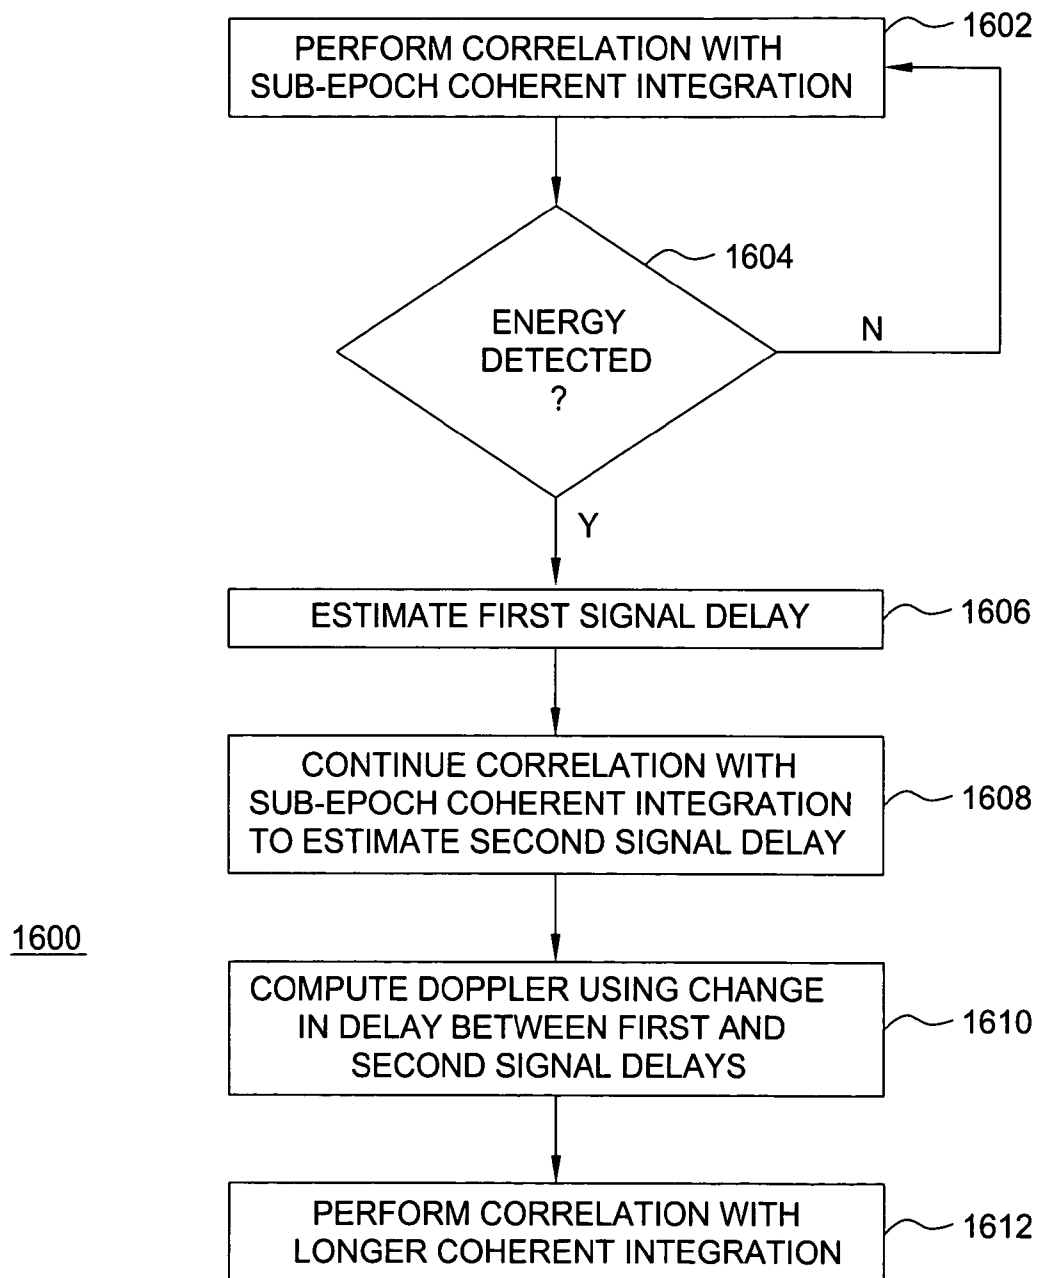 PERFORM CORRELATION WITH
SUB-EPOCH COHERENT INTEGRATION
1602
ENERGY
DETECTED
?
1604
N
Y
ESTIMATE FIRST SIGNAL DELAY
1606
CONTINUE CORRELATION WITH
SUB-EPOCH COHERENT INTEGRATION
TO ESTIMATE SECOND SIGNAL DELAY
1608
1600
COMPUTE DOPPLER USING CHANGE
IN DELAY BETWEEN FIRST AND
SECOND SIGNAL DELAYS
1610
PERFORM CORRELATION WITH
LONGER COHERENT INTEGRATION
1612